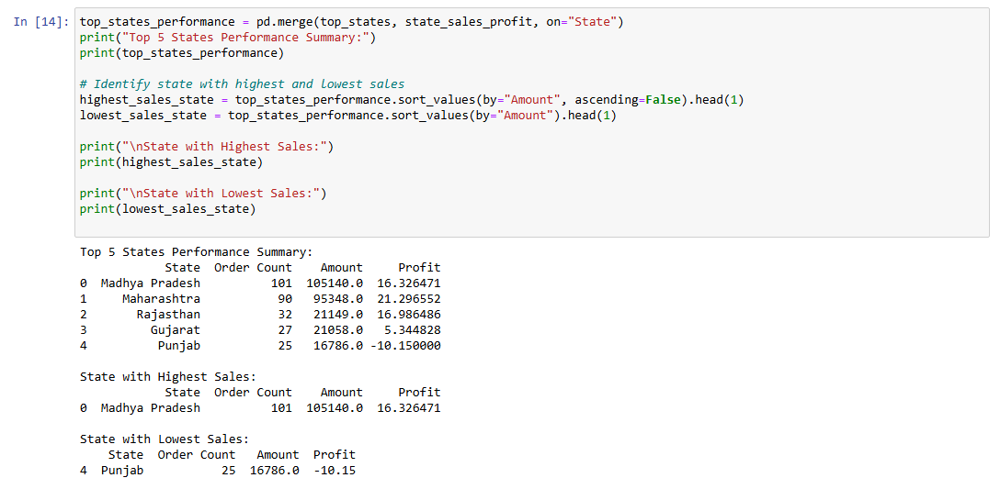 In [14]: top_states_performance = pd.merge(top_states, state_sales_profit, on="State")
print("Top 5 States Performance Summary:")
print(top_states_performance)

# Identify state with highest and lowest sales
highest_sales_state = top_states_performance.sort_values(by="Amount", ascending=False).head(1)
lowest_sales_state = top_states_performance.sort_values(by="Amount").head(1)

print("\nState with Highest Sales:")
print(highest_sales_state)

print("\nState with Lowest Sales:")
print(lowest_sales_state)

Top 5 States Performance Summary:
            State  Order Count    Amount     Profit
0  Madhya Pradesh          101  105140.0  16.326471
1     Maharashtra           90   95348.0  21.296552
2       Rajasthan           32   21149.0  16.986486
3         Gujarat           27   21058.0   5.344828
4          Punjab           25   16786.0 -10.150000

State with Highest Sales:
            State  Order Count    Amount     Profit
0  Madhya Pradesh          101  105140.0  16.326471

State with Lowest Sales:
    State  Order Count   Amount  Profit
4  Punjab           25  16786.0  -10.15